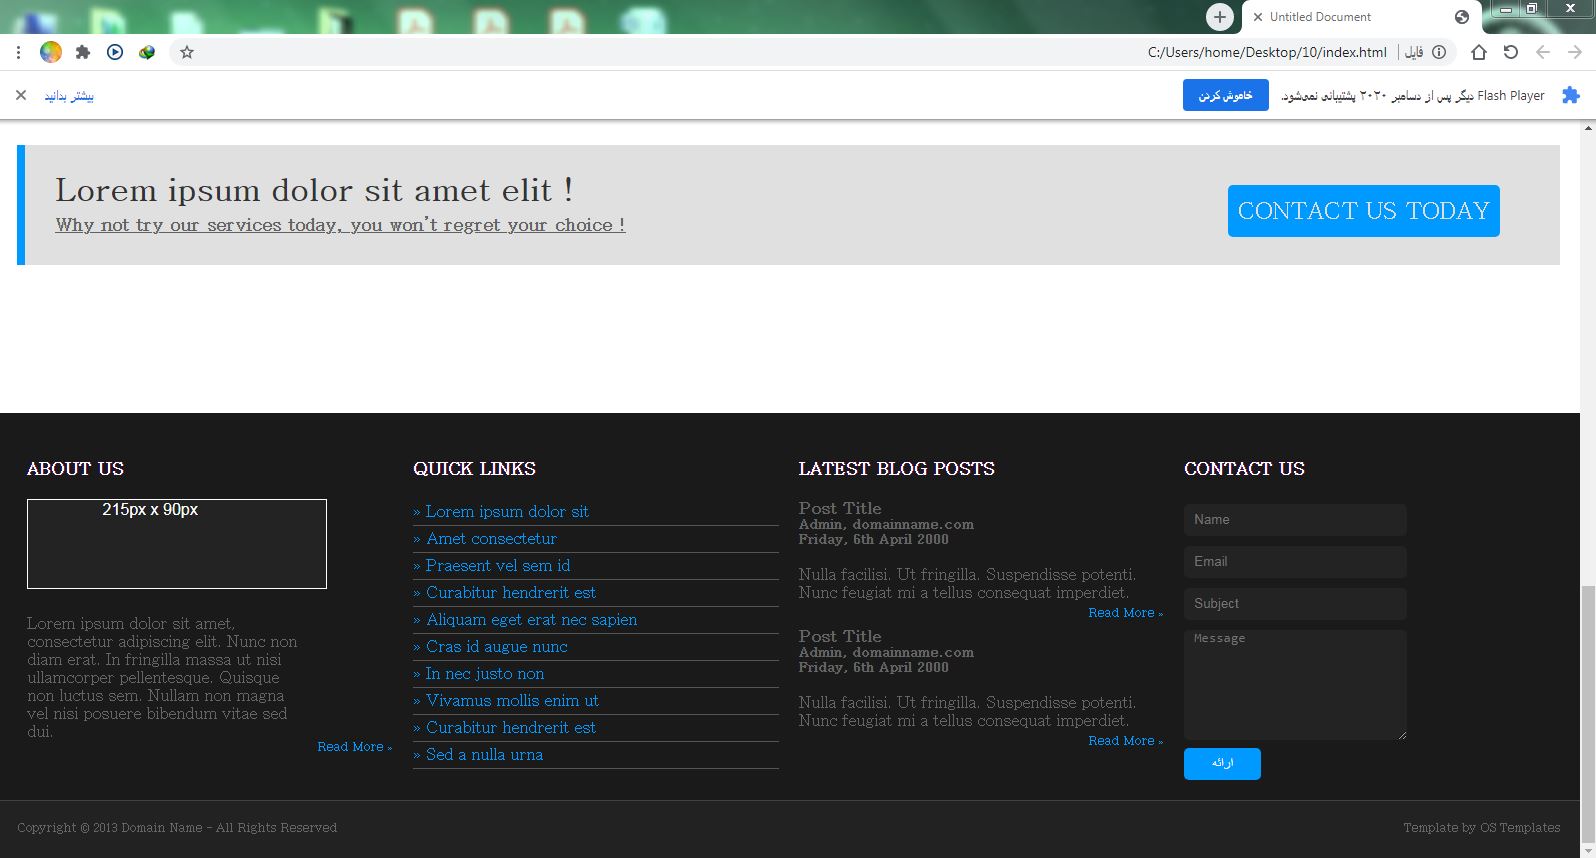 Untitled Document
C:/Users/home/Desktop/10/index.html
فایل
Flash Player دیگر پس از دسامبر ۲۰۲۰ پشتیبانی نمی‌شود.
خاموش کردن
بیشتر بدانید
Lorem ipsum dolor sit amet elit !
Why not try our services today, you won't regret your choice !
CONTACT US TODAY
ABOUT US
215px x 90px
Lorem ipsum dolor sit amet,
consectetur adipiscing elit. Nunc non
diam erat. In fringilla massa ut nisi
ullamcorper pellentesque. Quisque
non luctus sem. Nullam non magna
vel nisi posuere bibendum vitae sed
dui.
Read More »
QUICK LINKS
» Lorem ipsum dolor sit
» Amet consectetur
» Praesent vel sem id
» Curabitur hendrerit est
» Aliquam eget erat nec sapien
» Cras id augue nunc
» In nec justo non
» Vivamus mollis enim ut
» Curabitur hendrerit est
» Sed a nulla urna
LATEST BLOG POSTS
Post Title
Admin, domainname.com
Friday, 6th April 2000
Nulla facilisi. Ut fringilla. Suspendisse potenti.
Nunc feugiat mi a tellus consequat imperdiet.
Read More »
Post Title
Admin, domainname.com
Friday, 6th April 2000
Nulla facilisi. Ut fringilla. Suspendisse potenti.
Nunc feugiat mi a tellus consequat imperdiet.
Read More »
CONTACT US
Name
Email
Subject
Message
ارائه
Copyright © 2013 Domain Name - All Rights Reserved
Template by OS Templates